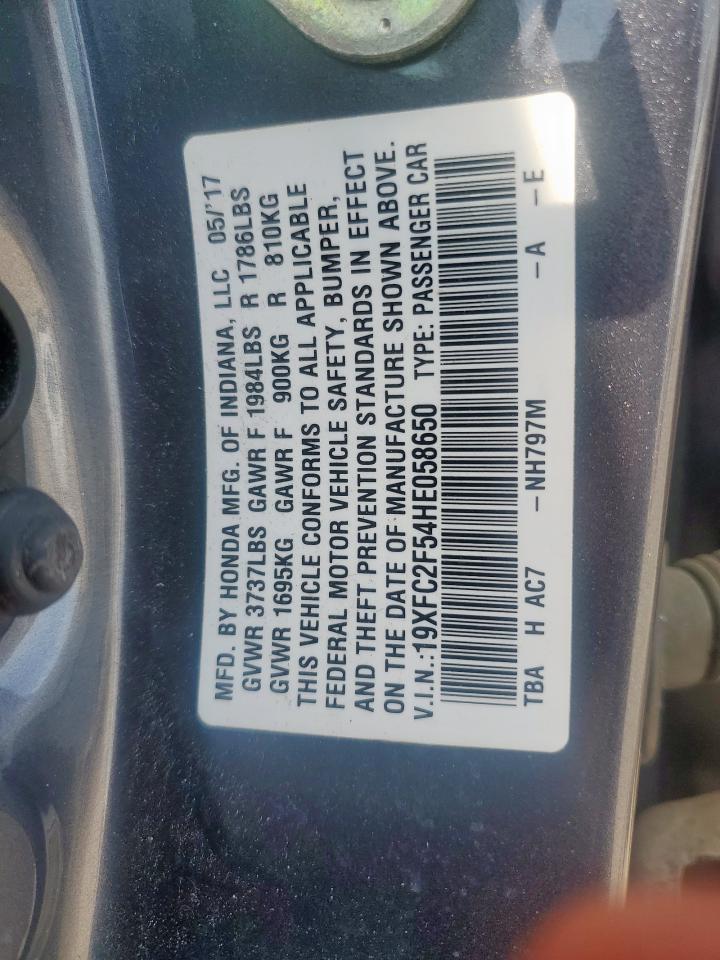 MFD. BY HONDA MFG. OF INDIANA, LLC 05/'17
GVWR 3737LBS GAWR F 1984LBS R 1786LBS
GVWR 1695KG GAWR F 900KG R 810KG
THIS VEHICLE CONFORMS TO ALL APPLICABLE
FEDERAL MOTOR VEHICLE SAFETY, BUMPER,
AND THEFT PREVENTION STANDARDS IN EFFECT
ON THE DATE OF MANUFACTURE SHOWN ABOVE.
V.I.N.:19XFC2F54HE058650 TYPE: PASSENGER CAR
TBA H AC7 -NH797M -A -E